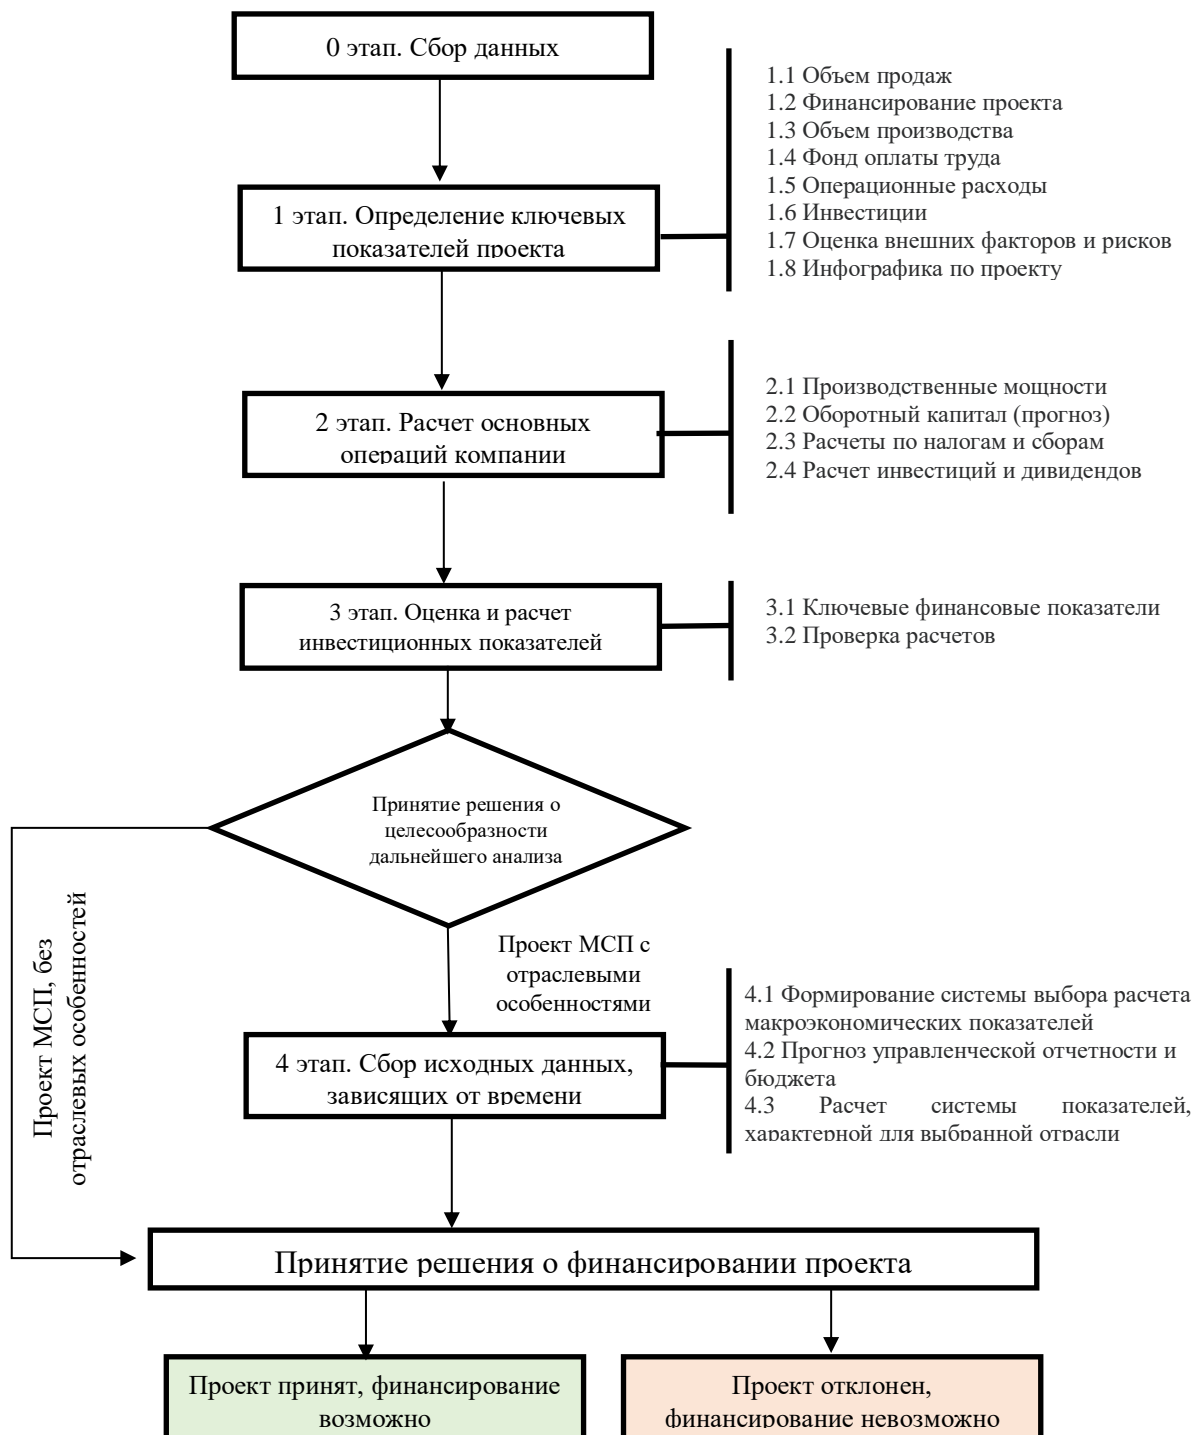 0 этап. Сбор данных
1.1 Объем продаж
1.2 Финансирование проекта
1.3 Объем производства
1.4 Фонд оплаты труда
1.5 Операционные расходы
1.6 Инвестиции
1.7 Оценка внешних факторов и рисков
1.8 Инфографика по проекту
1 этап. Определение ключевых
показателей проекта
2.1 Производственные мощности
2.2 Оборотный капитал (прогноз)
2.3 Расчеты по налогам и сборам
2.4 Расчет инвестиций и дивидендов
2 этап. Расчет основных
операций компании
3 этап. Оценка и расчет
инвестиционных показателей
3.1 Ключевые финансовые показатели
3.2 Проверка расчетов
Принятие решения о
целесообразности
дальнейшего анализа
Проект МСП, без
отраслевых особенностей
Проект МСП с
отраслевыми
особенностями
4 этап. Сбор исходных данных,
зависящих от времени
4.1 Формирование системы выбора расчета
макроэкономических показателей
4.2 Прогноз управленческой отчетности и
бюджета
4.3 Расчет системы показателей,
характерной для выбранной отрасли
Принятие решения о финансировании проекта
Проект принят, финансирование
возможно
Проект отклонен,
финансирование невозможно